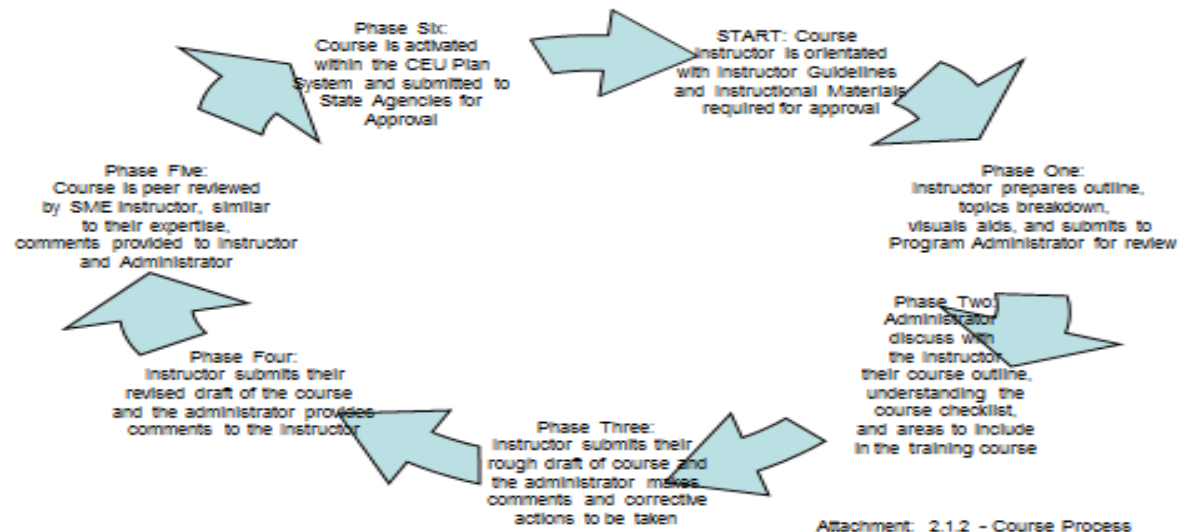 START: Course
Instructor is orientated
with Instructor Guidelines
and Instructional Materials
required for approval
Phase One:
Instructor prepares outline,
topics breakdown,
visuals aids, and submits to
Program Administrator for review
Phase Two:
Administrator
discuss with
the instructor
their course outline,
understanding the
course checklist,
and areas to include
in the training course
Phase Three:
Instructor submits their
rough draft of course and
the administrator makes
comments and corrective
actions to be taken
Phase Four:
Instructor submits their
revised draft of the course
and the administrator provides
comments to the instructor
Phase Five:
Course is peer reviewed
by SME Instructor, similar
to their expertise,
comments provided to instructor
and Administrator
Phase Six:
Course is activated
within the CEU Plan
System and submitted to
State Agencies for
Approval
Attachment: 2.1.2 - Course Process